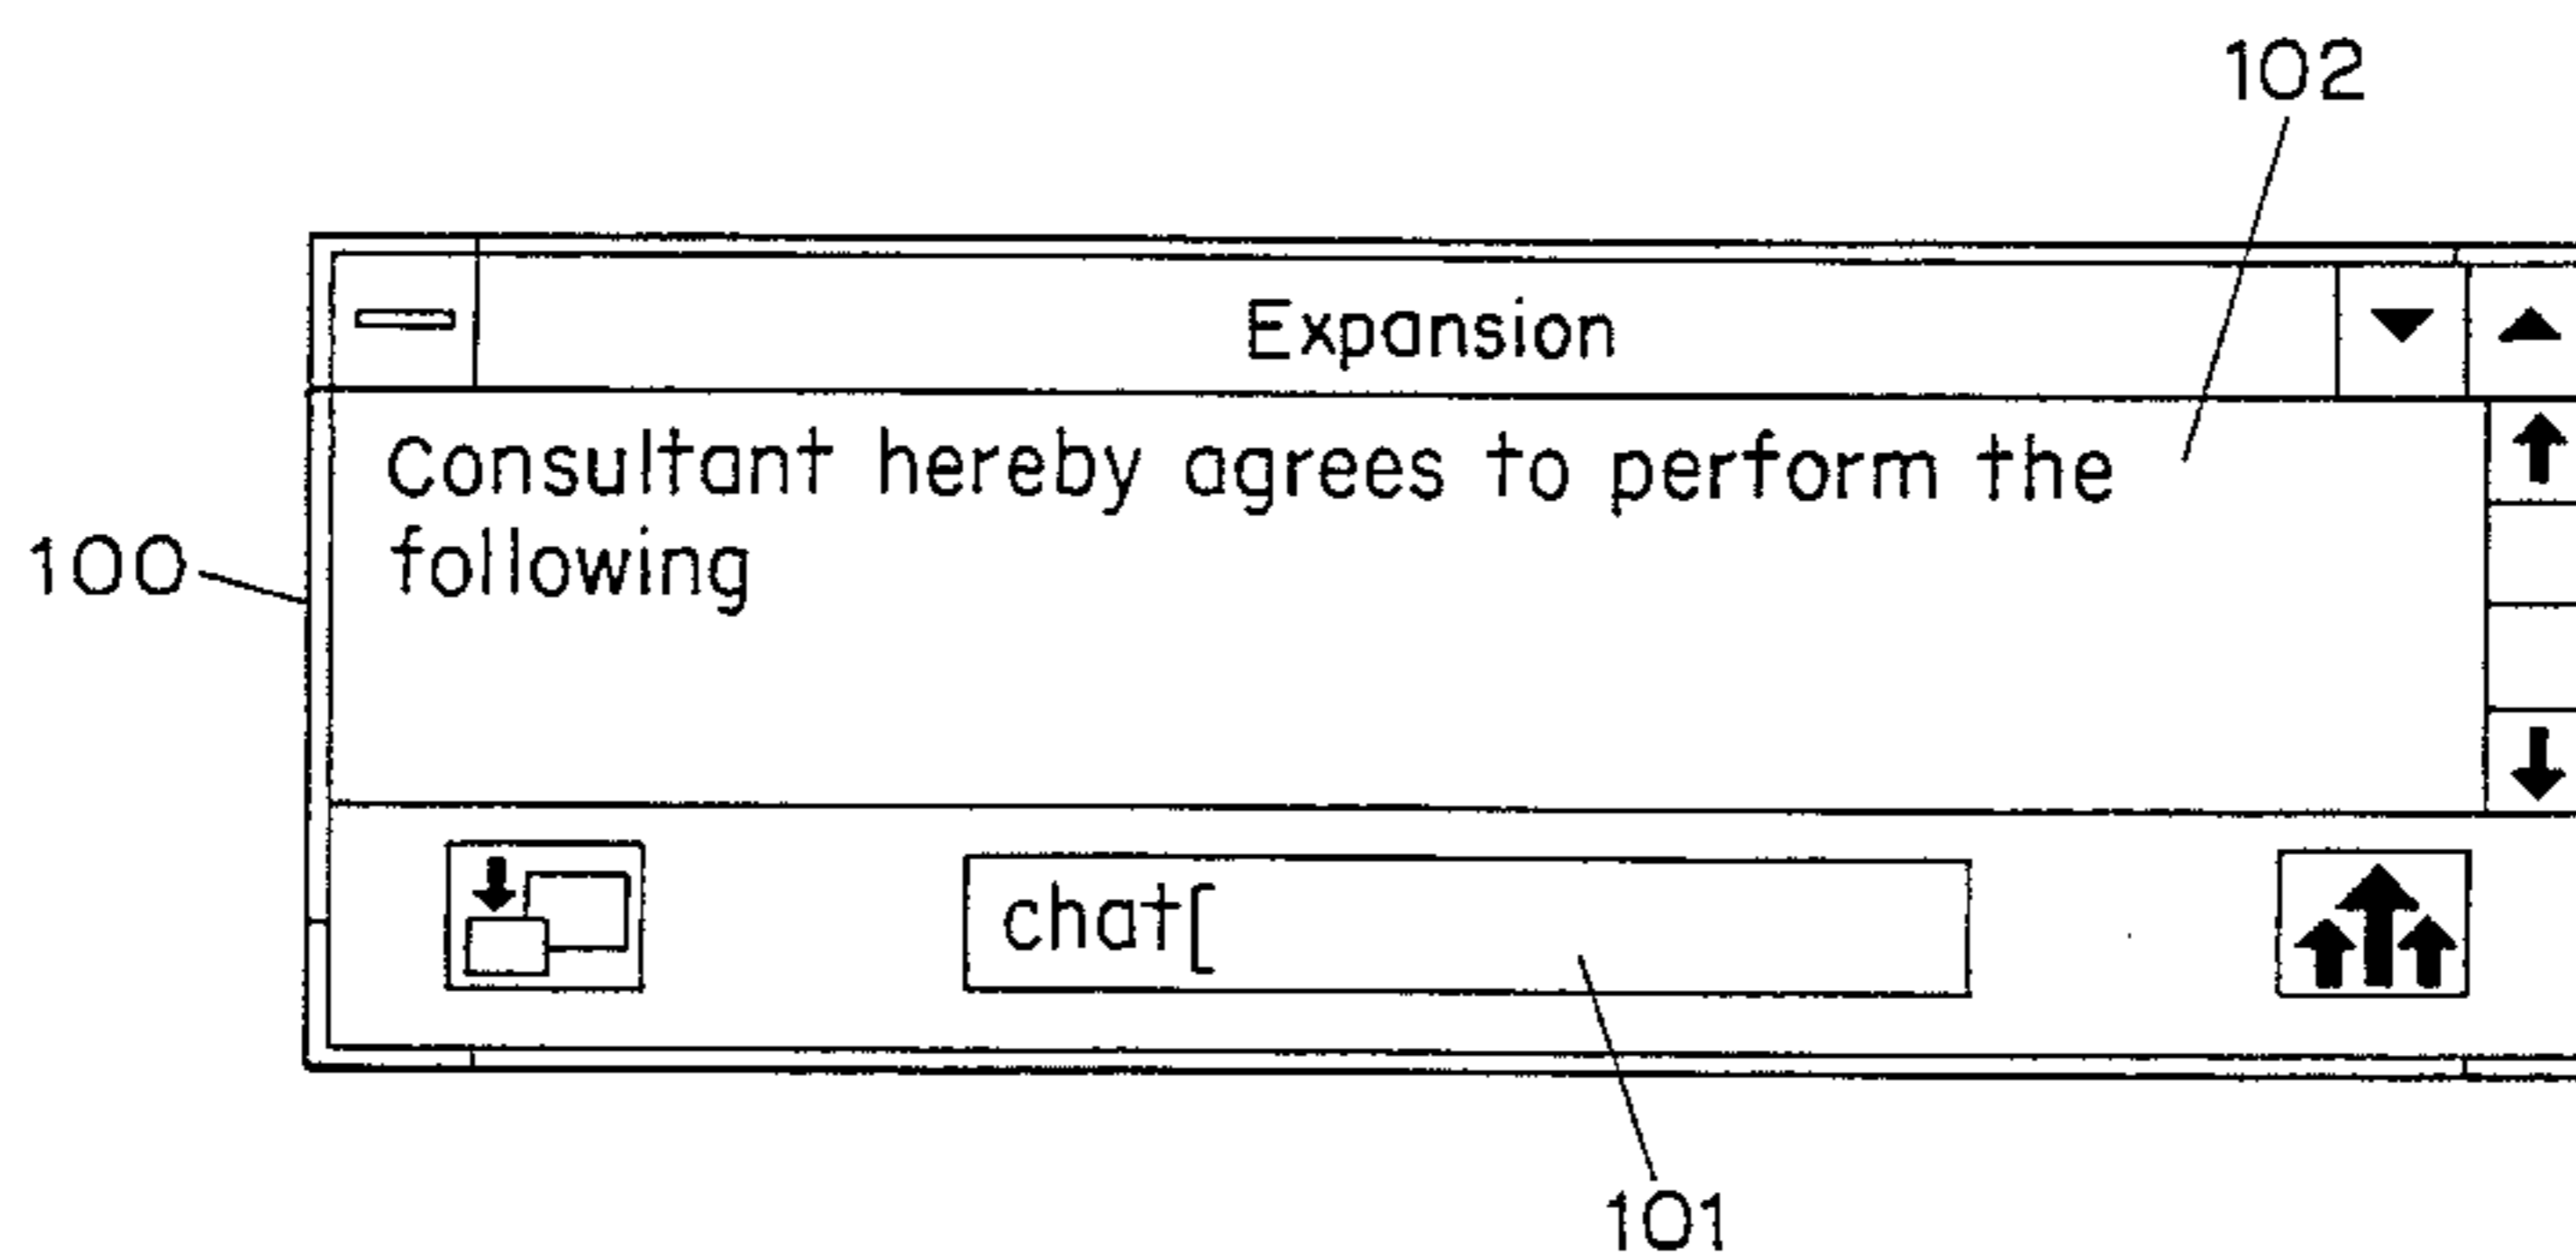 102
Expansion
Consultant hereby agrees to perform the
following
100
chat[
101